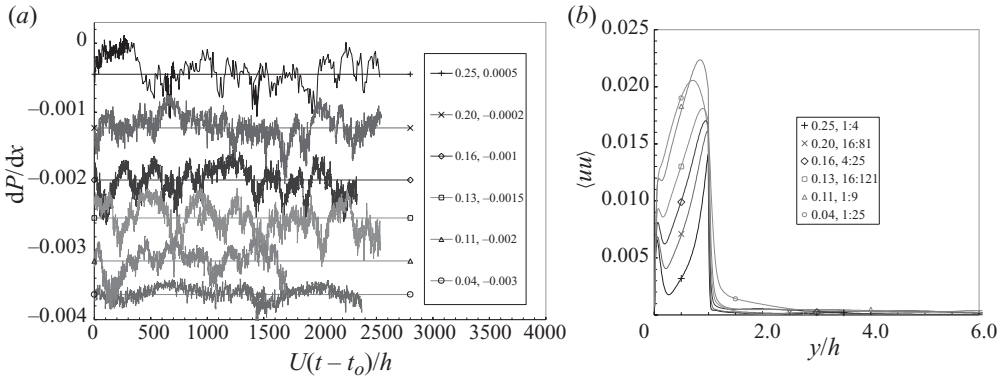 (a)
0
−0.001
−0.002
−0.003
−0.004
dP/dx
0 500 1000 1500 2000 2500 3000 3500 4000
U(t − t_o)/h
0.25, 0.0005
0.20, −0.0002
0.16, −0.001
0.13, −0.0015
0.11, −0.002
0.04, −0.003
(b)
0.025
0.020
0.015
0.010
0.005
⟨uu⟩
0 2.0 4.0 6.0
y/h
0.25, 1:4
0.20, 16:81
0.16, 4:25
0.13, 16:121
0.11, 1:9
0.04, 1:25